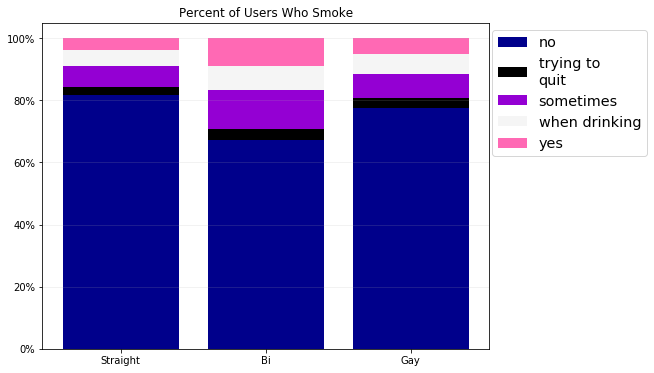 Percent of Users Who Smoke
100%
80%
60%
40%
20%
0%
Straight
Bi
Gay
no
trying to
quit
sometimes
when drinking
yes